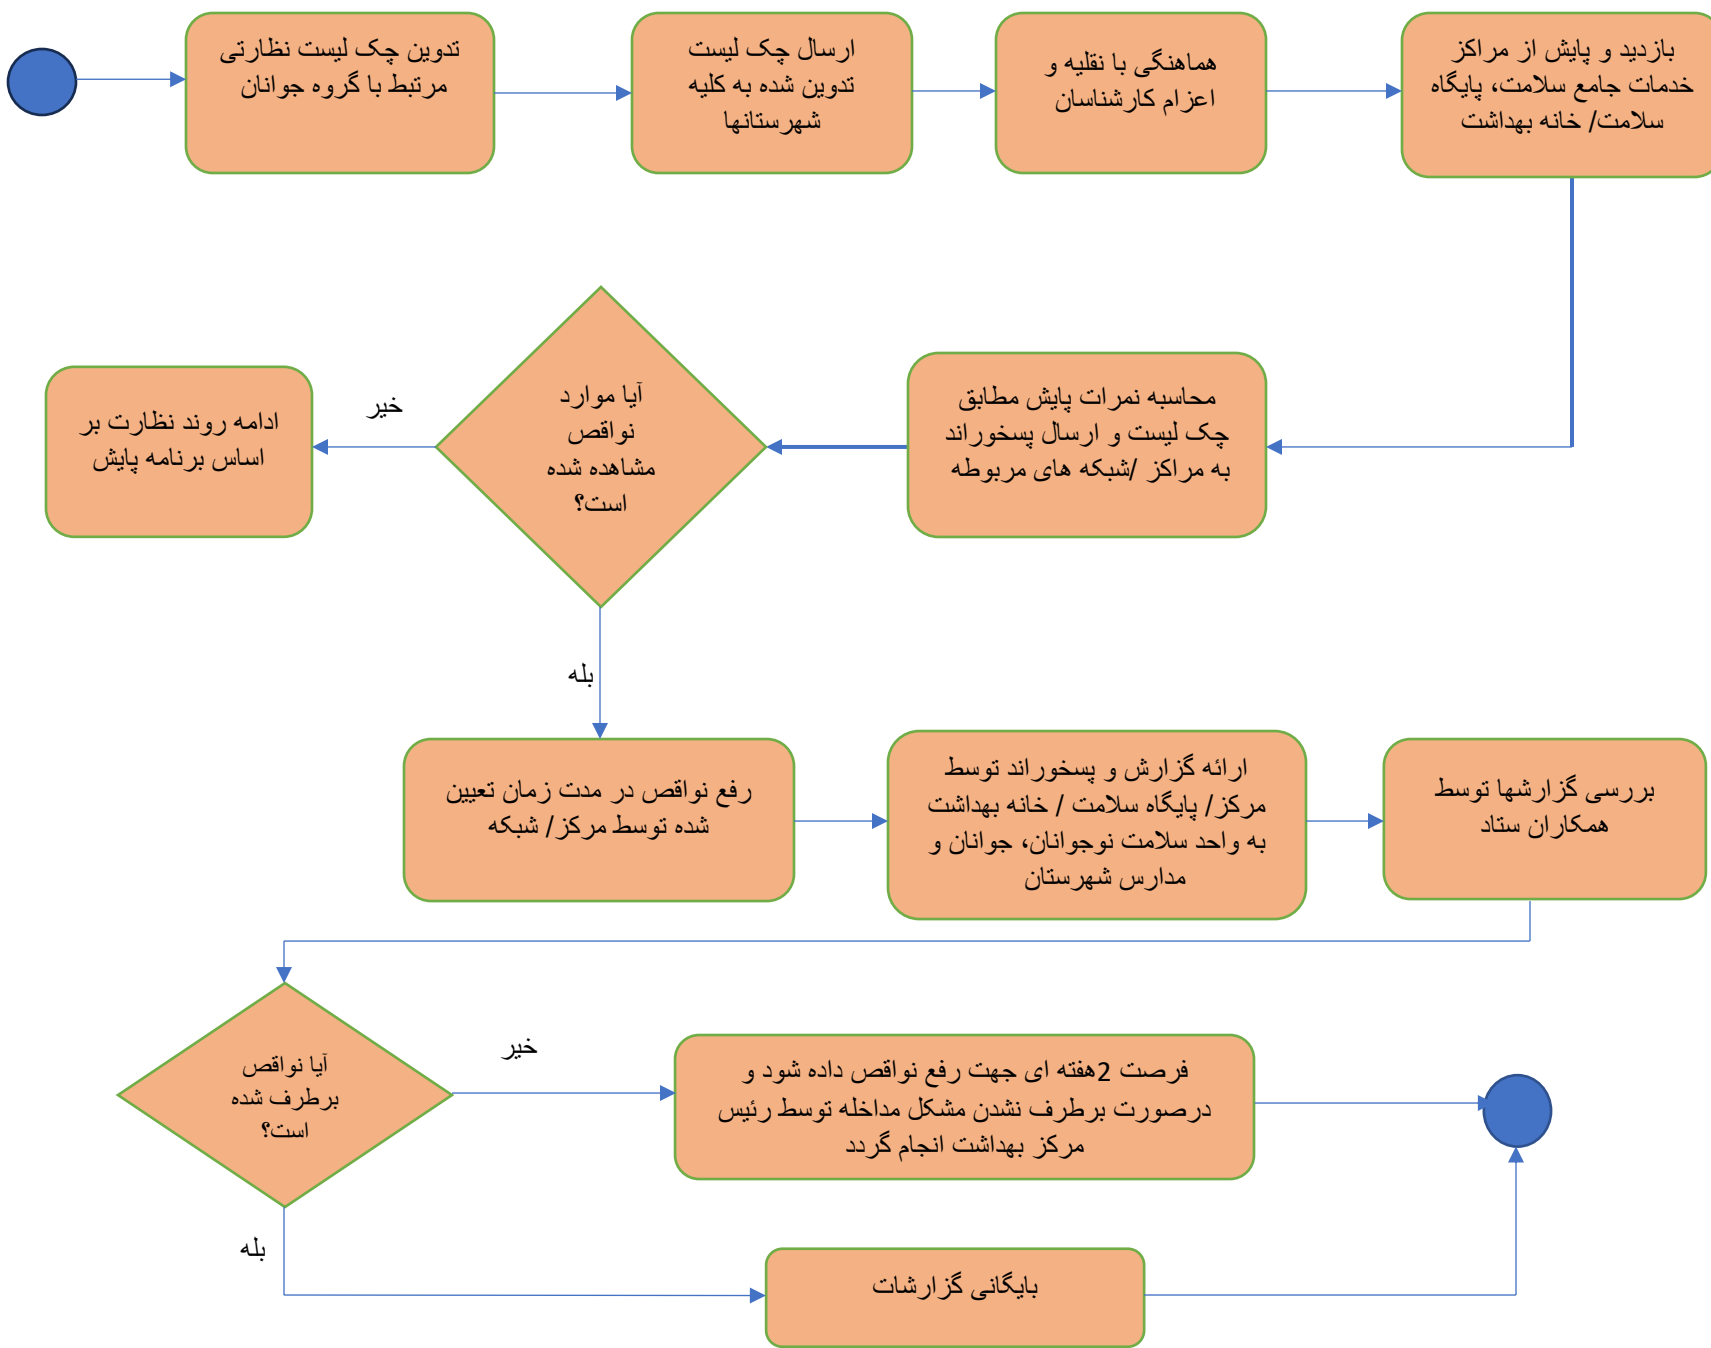 تدوین چک لیست نظارتی
مرتبط با گروه جوانان
ارسال چک لیست
تدوین شده به کلیه
شهرستانها
هماهنگی با نقلیه و
اعزام کارشناسان
بازدید و پایش از مراکز
خدمات جامع سلامت، پایگاه
سلامت/ خانه بهداشت
محاسبه نمرات پایش مطابق
چک لیست و ارسال پسخوراند
به مراکز /شبکه های مربوطه
آیا موارد
نواقص
مشاهده شده
است؟
خیر
ادامه روند نظارت بر
اساس برنامه پایش
بله
رفع نواقص در مدت زمان تعیین
شده توسط مرکز/ شبکه
ارائه گزارش و پسخوراند توسط
مرکز/ پایگاه سلامت / خانه بهداشت
به واحد سلامت نوجوانان، جوانان و
مدارس شهرستان
بررسی گزارشها توسط
همکاران ستاد
آیا نواقص
برطرف شده
است؟
خیر
فرصت 2هفته ای جهت رفع نواقص داده شود و
درصورت برطرف نشدن مشکل مداخله توسط رئیس
مرکز بهداشت انجام گردد
بله
بایگانی گزارشات